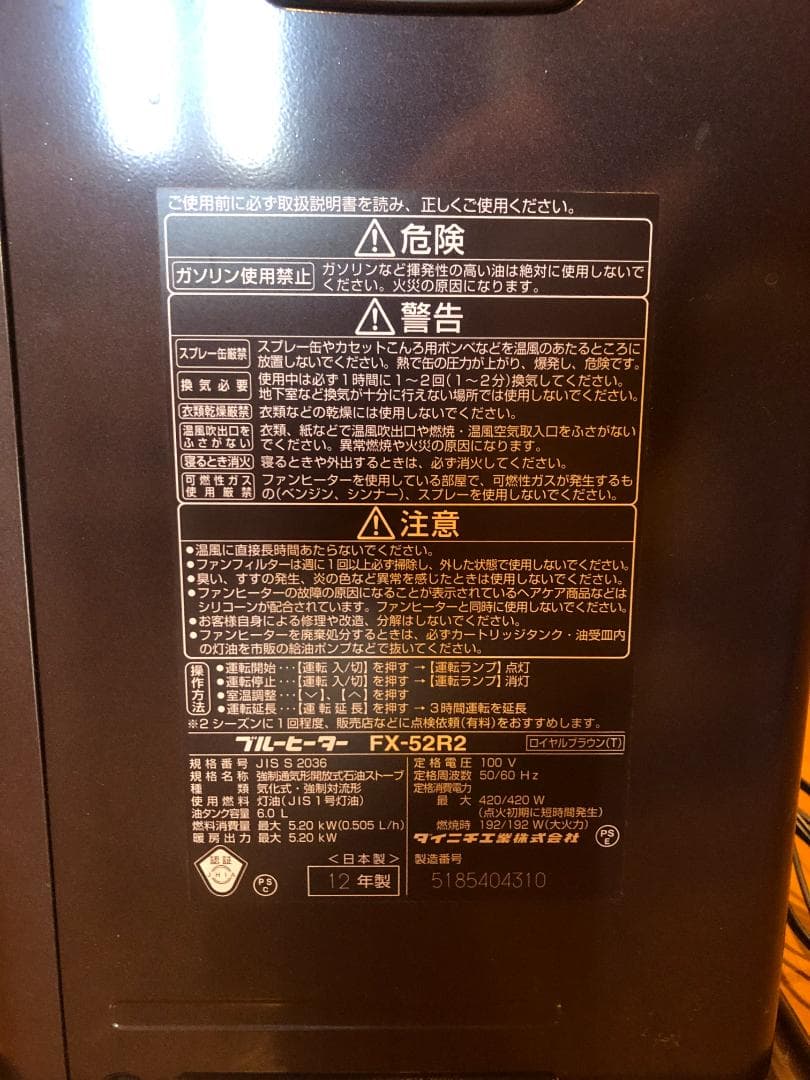 ご使用前に必ず取扱説明書を読み、正しくご使用ください。
危険
ガソリン使用禁止
ガソリンなど揮発性の高い油は絶対に使用しないで
ください。火災の原因になります。
警告
スプレー缶厳禁
スプレー缶やカセットこんろ用ボンベなどを温風のあたるところに
放置しないでください。熱で缶の圧力が上がり、爆発し、危険です。
換気必要
使用中は必ず1時間に1~2回(1~2分)換気してください。
地下室など換気が十分に行えない場所では使用しないでください。
衣類乾燥厳禁
衣類などの乾燥には使用しないでください。
温風吹出口を
ふさがない
衣類、紙などで温風吹出口や燃焼・温風空気取入口をふさがない
でください。異常燃焼や火災の原因になります。
寝るとき消火
寝るときや外出するときは、必ず消火してください。
可燃性ガス
使用厳禁
ファンヒーターを使用している部屋で、可燃性ガスが発生するも
の(ベンジン、シンナー)、スプレーを使用しないでください。
注意
●温風に直接長時間あたらないでください。
●ファンフィルターは週に1回以上必ず掃除し、外した状態で使用しないでください。
●臭い、すすの発生、炎の色など異常を感じたときは使用しないでください。
●ファンヒーターの故障の原因になることが表示されているヘアケア商品などは
シリコーンが配合されています。ファンヒーターと同時に使用しないでください。
●お客様自身による修理や改造、分解はしないでください。
●ファンヒーターを廃棄処分するときは、必ずカートリッジタンク・油受皿内
の灯油を市販の給油ポンプなどで抜いてください。
操作方法
●運転開始・・・【運転 入/切】を押す→【運転ランプ】点灯
●運転停止・・・【運転 入/切】を押す→【運転ランプ】消灯
●室温調整・・・【﹀】、【︿】を押す
●運転延長・・・【運転延長】を押す→3時間運転を延長
※2シーズンに1回程度、販売店などに点検依頼(有料)をおすすめします。
ブルーヒーター FX-52R2 ロイヤルブラウン(T)
規格番号 JIS S 2036
規格名称 強制通気形開放式石油ストーブ
種類 気化式・強制対流形
使用燃料 灯油(JIS1号灯油)
油タンク容量 6.0 L
燃料消費量 最大 5.20 kW(0.505 L/h)
暖房出力 最大 5.20 kW
定格電圧 100 V
定格周波数 50/60 Hz
定格消費電力
最大 420/420 W
(点火初期に短時間発生)
燃焼時 192/192 W(大火力)
ダイニチ工業株式会社
PS
E
認証
JHIA
PS
C
<日本製>
12年製
製造番号
5185404310